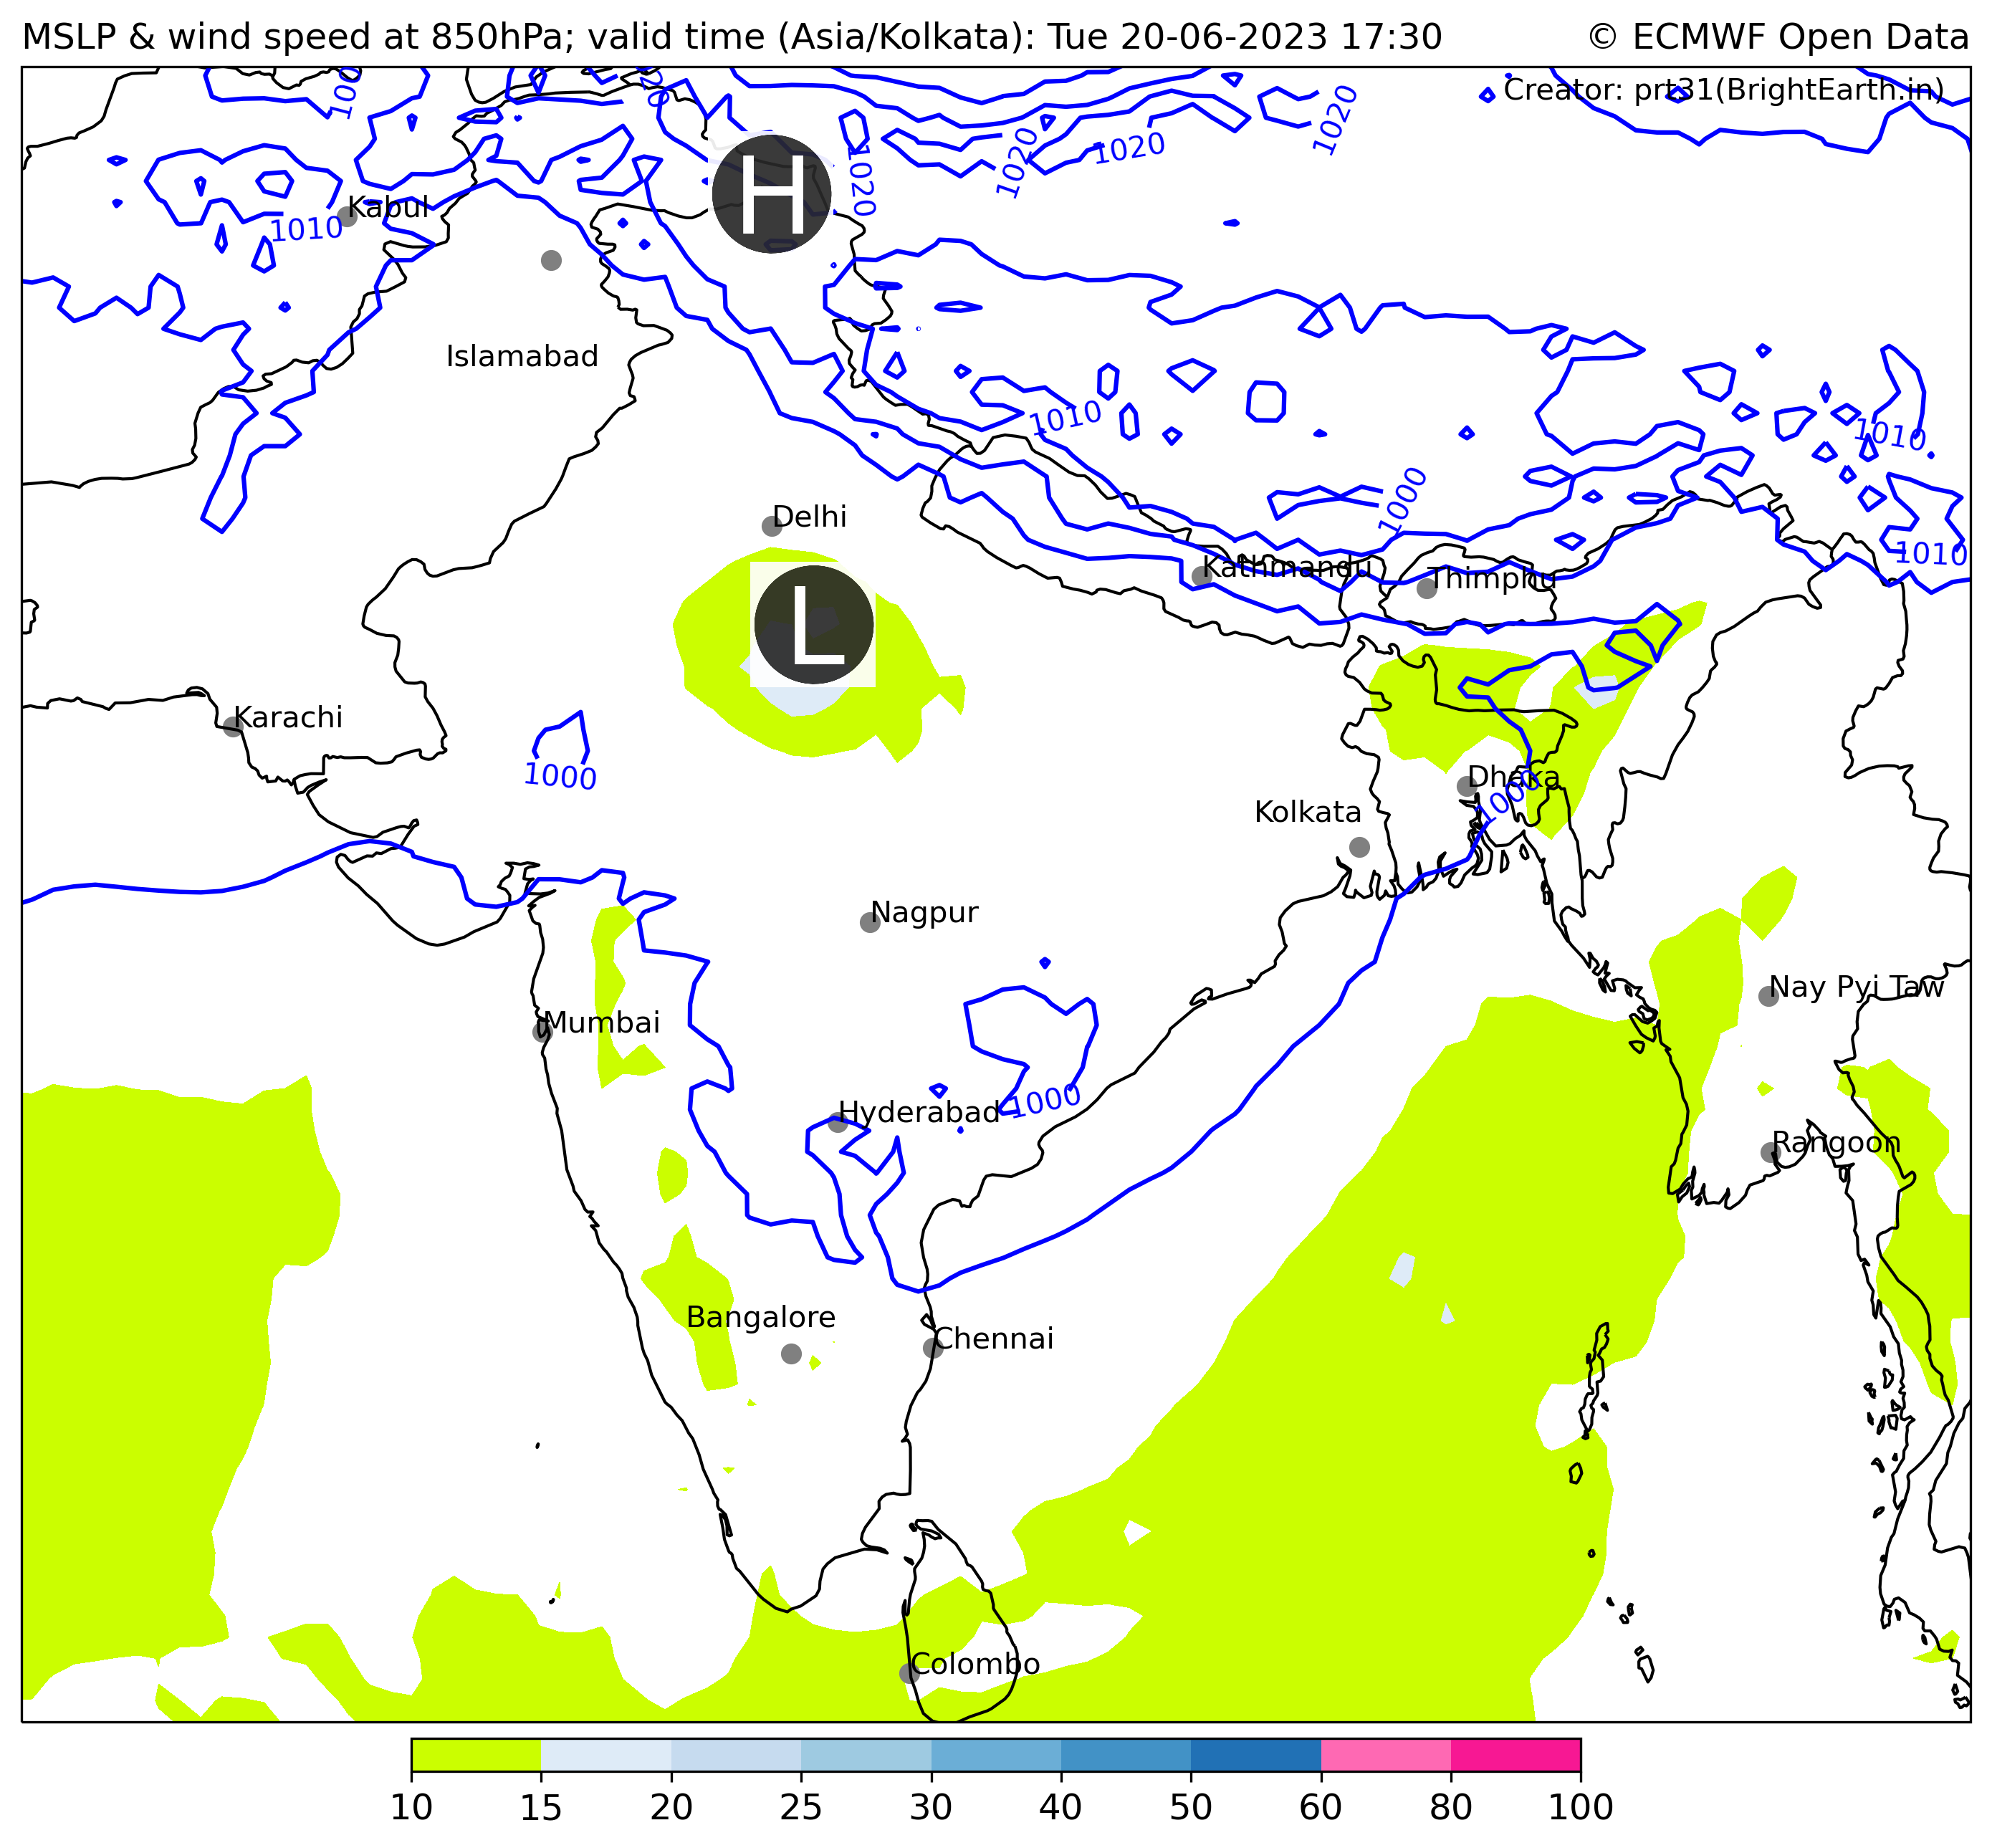 MSLP & wind speed at 850hPa; valid time (Asia/Kolkata): Tue 20-06-2023 17:30 © ECMWF Open Data
Creator: prt31(BrightEarth.in)
100
20
1020
1020
1020
1020
H
Kabul
1010
Islamabad
1010
1010
1000
Delhi
1010
Kathmandu
Thimphu
L
Karachi
1000
Dhaka
1000
Kolkata
Nagpur
Nay Pyi Taw
Mumbai
1000
Hyderabad
Rangoon
Bangalore
Chennai
Colombo
10 15 20 25 30 40 50 60 80 100